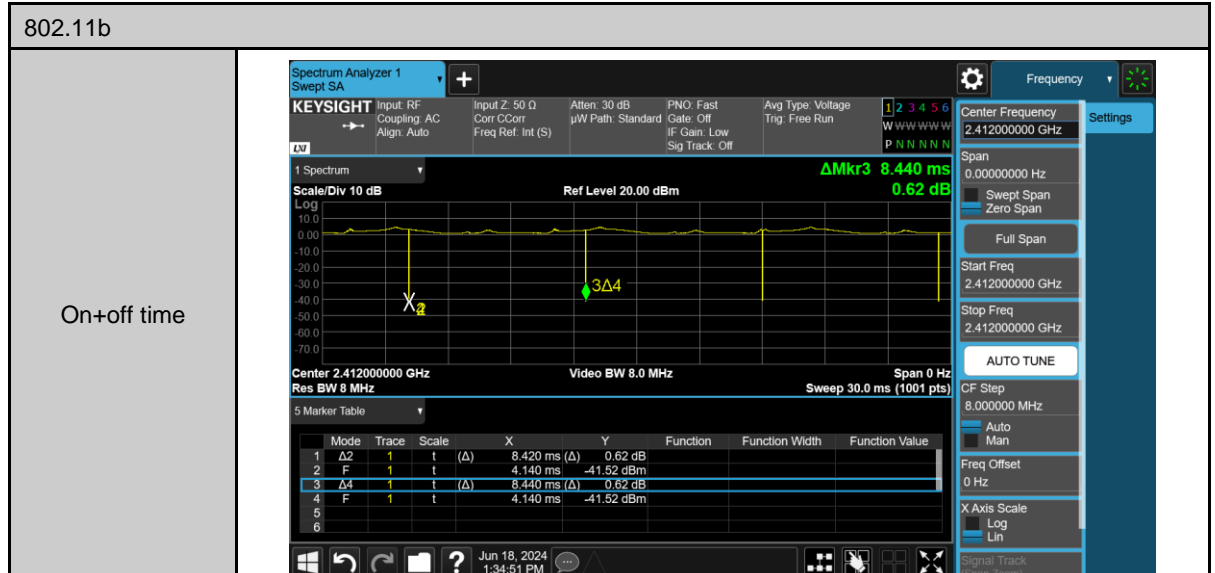 802.11b
On+off time
Spectrum Analyzer 1
Swept SA
Frequency
KEYSIGHT Input: RF Input Z: 50 Ω Atten: 30 dB PNO: Fast Avg Type: Voltage 1 2 3 4 5 6
Coupling: AC Corr CCorr µW Path: Standard Gate: Off Trig: Free Run W W W W W W
Align: Auto Freq Ref: Int (S) IF Gain: Low
LXI Sig Track: Off P N N N N N
1 Spectrum
ΔMkr3 8.440 ms
Scale/Div 10 dB Ref Level 20.00 dBm 0.62 dB
Log
10.0
0.00
-10.0
-20.0
-30.0
-40.0
-50.0
-60.0
-70.0
3Δ4
Center 2.412000000 GHz Video BW 8.0 MHz Span 0 Hz
Res BW 8 MHz Sweep 30.0 ms (1001 pts)
5 Marker Table
Mode Trace Scale X Y Function Function Width Function Value
1 Δ2 1 t (Δ) 8.420 ms (Δ) 0.62 dB
2 F 1 t 4.140 ms -41.52 dBm
3 Δ4 1 t (Δ) 8.440 ms (Δ) 0.62 dB
4 F 1 t 4.140 ms -41.52 dBm
5
6
Jun 18, 2024
1:34:51 PM
Center Frequency
2.412000000 GHz
Settings
Span
0.00000000 Hz
Swept Span
Zero Span
Full Span
Start Freq
2.412000000 GHz
Stop Freq
2.412000000 GHz
AUTO TUNE
CF Step
8.000000 MHz
Auto
Man
Freq Offset
0 Hz
X Axis Scale
Log
Lin
Signal Track